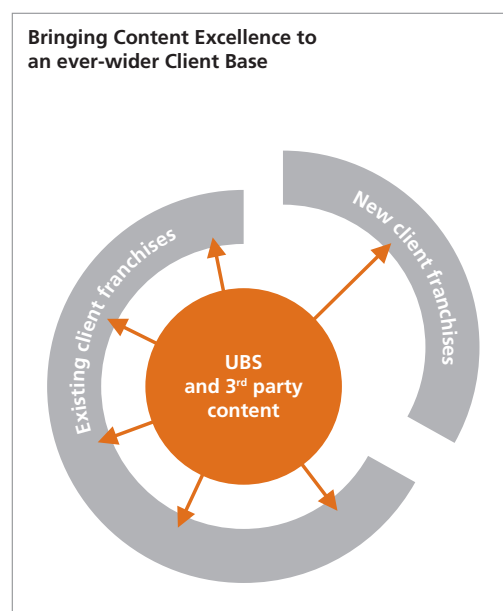 Bringing Content Excellence to
an ever-wider Client Base
Existing client franchises
New client franchises
UBS
and 3rd party
content